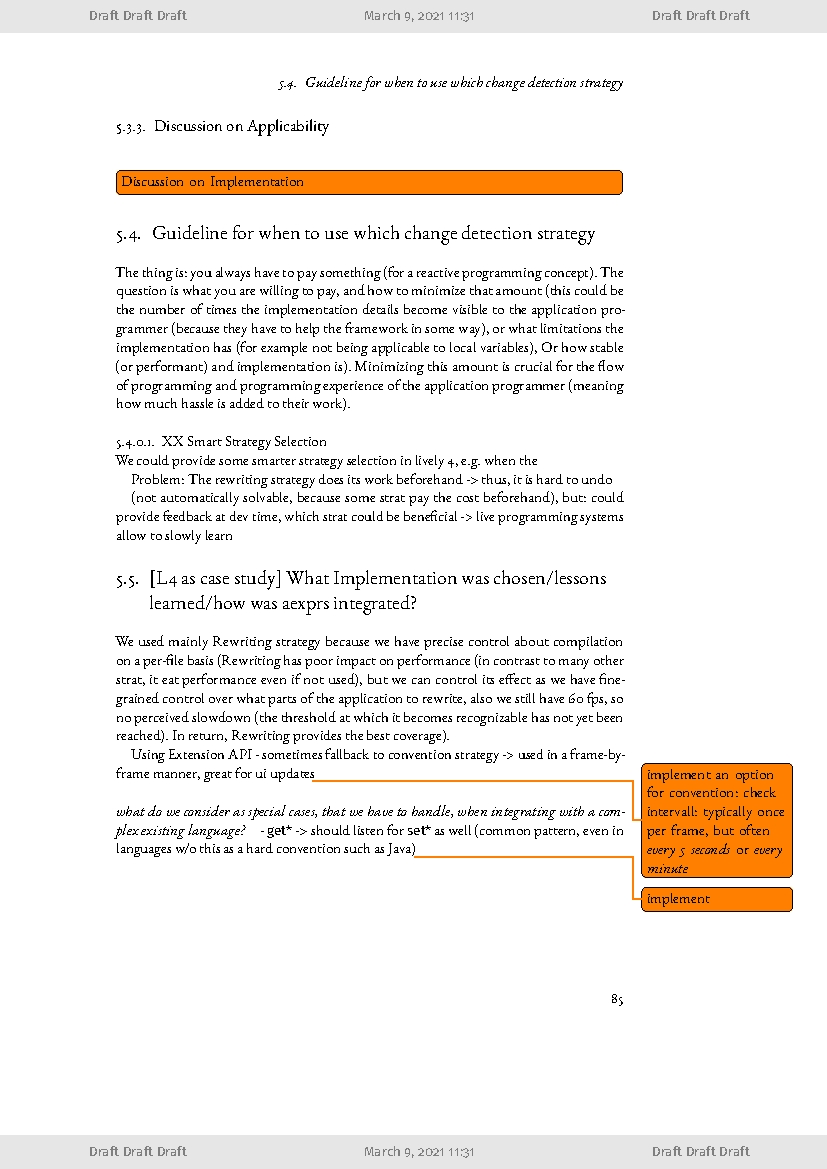 Draft Draft Draft March 9, 2021 11:31 Draft Draft Draft
5.4. Guideline for when to use which change detection strategy
5.3.3. Discussion on Applicability
Discussion on Implementation
5.4. Guideline for when to use which change detection strategy
The thing is: you always have to pay something (for a reactive programming concept). The
question is what you are willing to pay, and how to minimize that amount (this could be
the number of times the implementation details become visible to the application pro-
grammer (because they have to help the framework in some way), or what limitations the
implementation has (for example not being applicable to local variables), Or how stable
(or performant) and implementation is). Minimizing this amount is crucial for the flow
of programming and programming experience of the application programmer (meaning
how much hassle is added to their work).
5.4.0.1. XX Smart Strategy Selection
We could provide some smarter strategy selection in lively 4, e.g. when the
Problem: The rewriting strategy does its work beforehand -> thus, it is hard to undo
(not automatically solvable, because some strat pay the cost beforehand), but: could
provide feedback at dev time, which strat could be beneficial -> live programming systems
allow to slowly learn
5.5. [L4 as case study] What Implementation was chosen/lessons
learned/how was aexprs integrated?
We used mainly Rewriting strategy because we have precise control about compilation
on a per-file basis (Rewriting has poor impact on performance (in contrast to many other
strat, it eat performance even if not used), but we can control its effect as we have fine-
grained control over what parts of the application to rewrite, also we still have 60 fps, so
no perceived slowdown (the threshold at which it becomes recognizable has not yet been
reached). In return, Rewriting provides the best coverage).
Using Extension API - sometimes fallback to convention strategy -> used in a frame-by-
frame manner, great for ui updates
what do we consider as special cases, that we have to handle, when integrating with a com-
plex existing language? - get* -> should listen for set* as well (common pattern, even in
languages w/o this as a hard convention such as Java)
implement an option
for convention: check
intervall: typically once
per frame, but often
every 5 seconds or every
minute
implement
85
Draft Draft Draft March 9, 2021 11:31 Draft Draft Draft